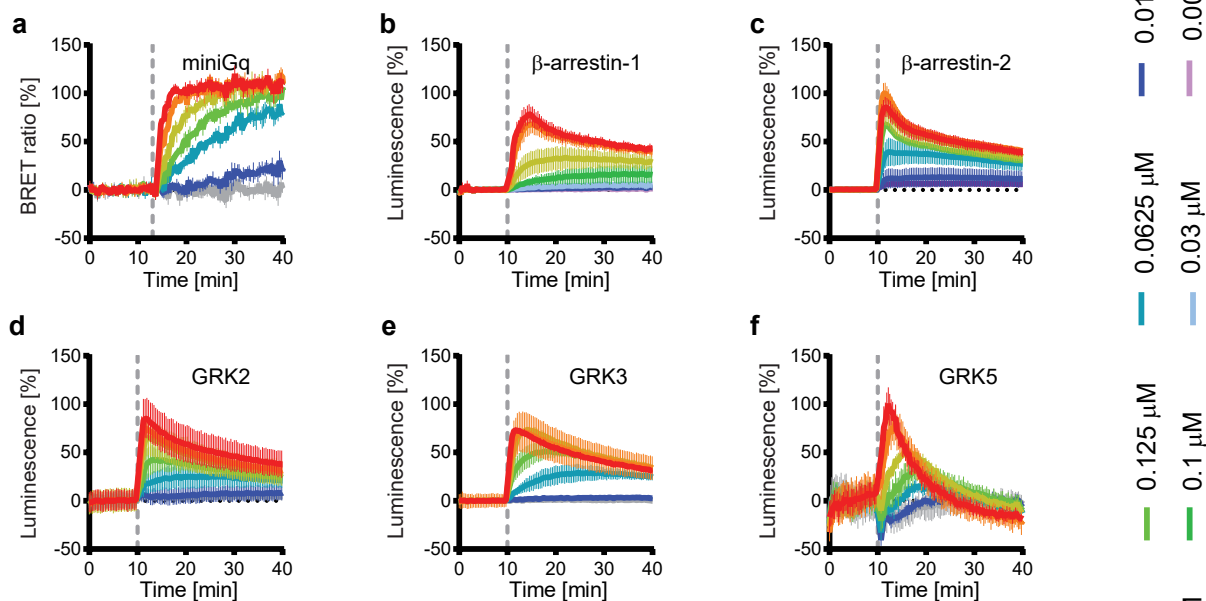 a
miniGq
BRET ratio [%]
150
100
50
0
-50
0 10 20 30 40
Time [min]
b
β-arrestin-1
Luminescence [%]
150
100
50
0
-50
0 10 20 30 40
Time [min]
c
β-arrestin-2
Luminescence [%]
150
100
50
0
-50
0 10 20 30 40
Time [min]
d
GRK2
Luminescence [%]
150
100
50
0
-50
0 10 20 30 40
Time [min]
e
GRK3
Luminescence [%]
150
100
50
0
-50
0 10 20 30 40
Time [min]
f
GRK5
Luminescence [%]
150
100
50
0
-50
0 10 20 30 40
Time [min]
0.125 μM
0.0625 μM
0.1 μM
0.03 μM